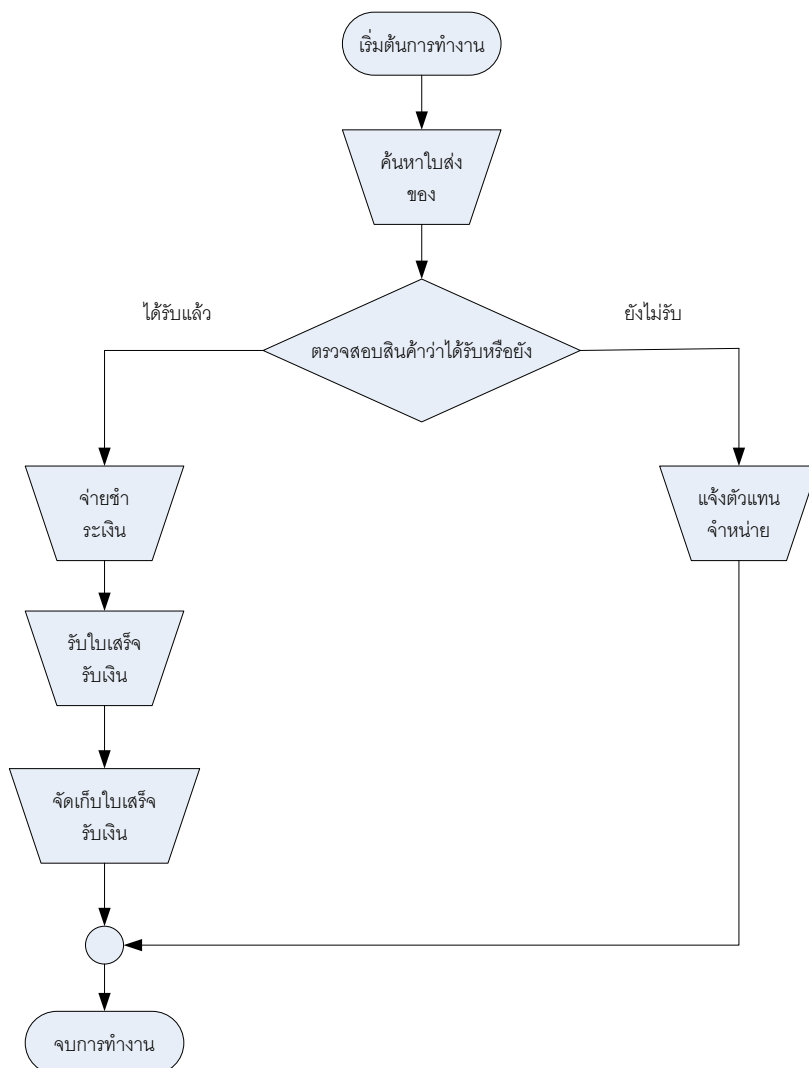 เริ่มต้นการทำงาน
ค้นหาใบส่ง
ของ
ได้รับแล้ว
ยังไม่รับ
ตรวจสอบสินค้าว่าได้รับหรือยัง
จ่ายชำ
ระเงิน
แจ้งตัวแทน
จำหน่าย
รับใบเสร็จ
รับเงิน
จัดเก็บใบเสร็จ
รับเงิน
จบการทำงาน